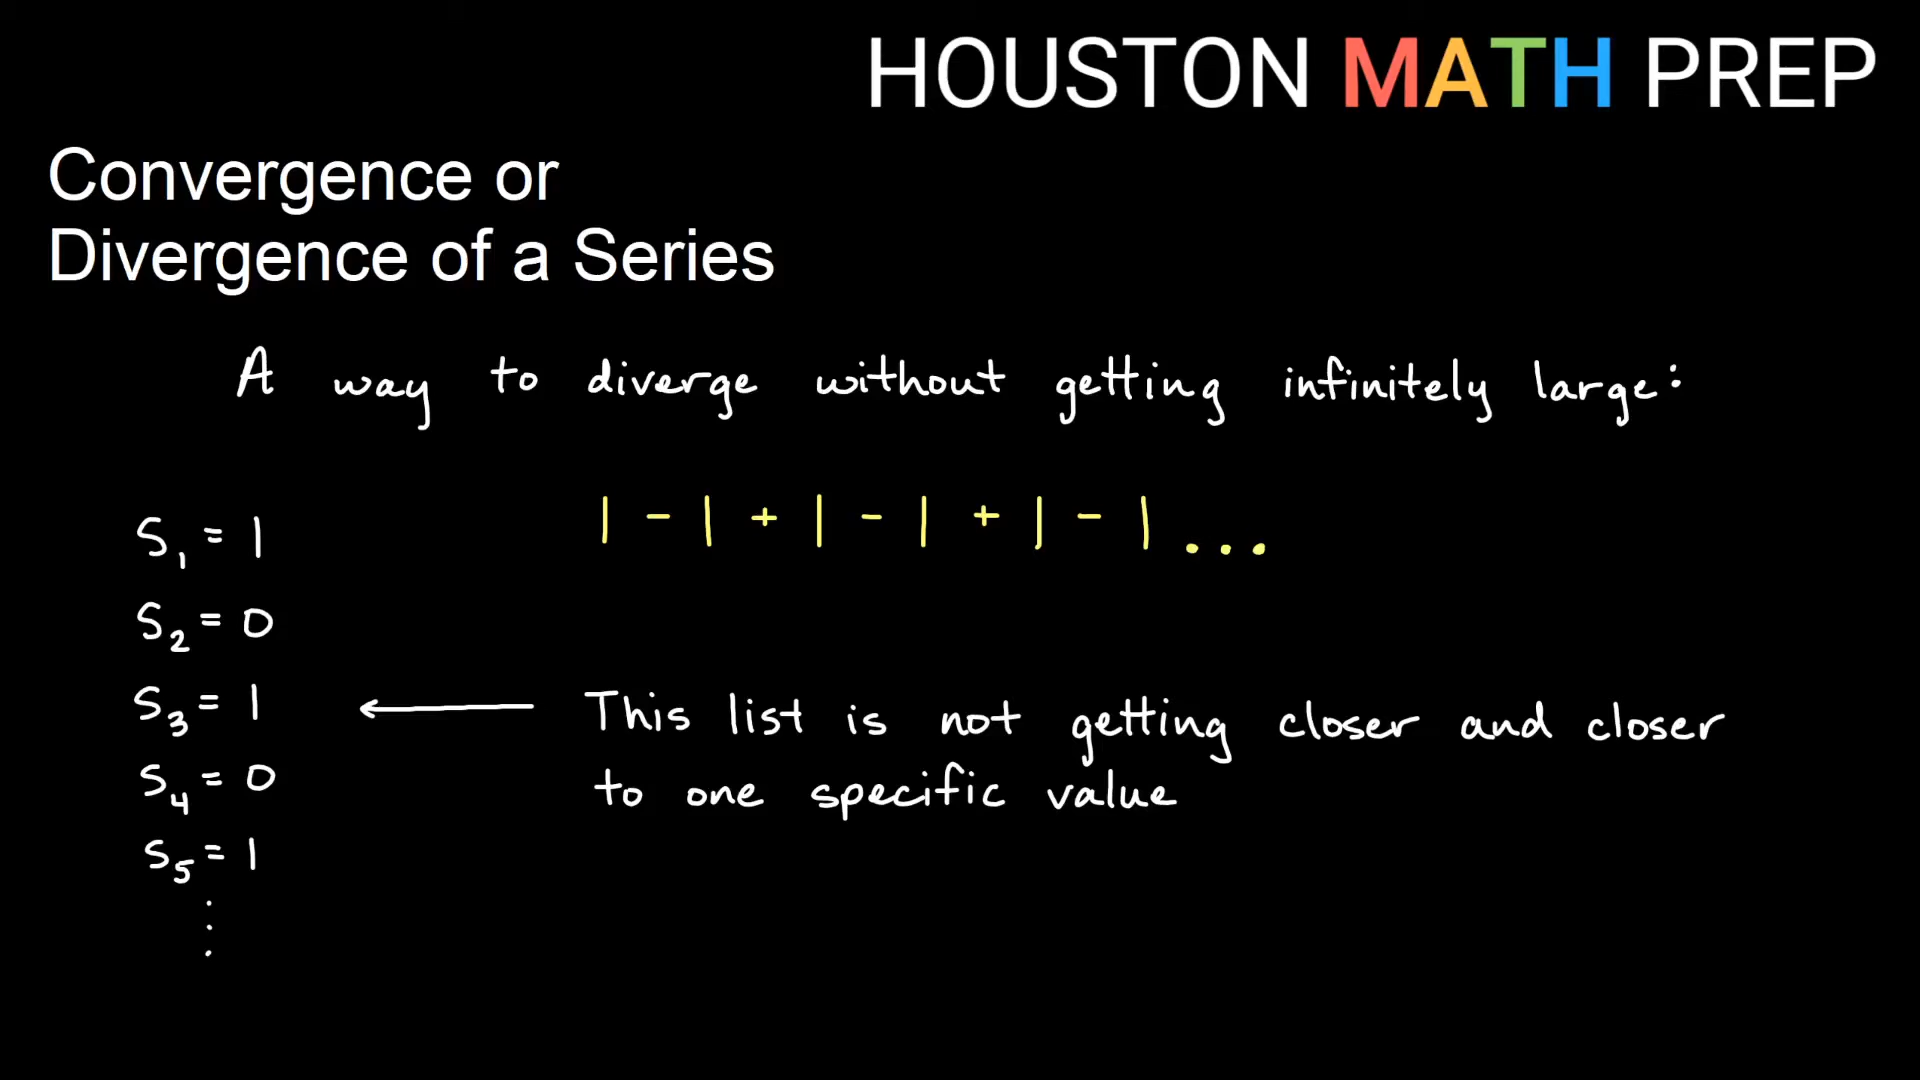 HOUSTON MATH PREP
Convergence or
Divergence of a Series
A way to diverge without getting infinitely large:
1 - 1 + 1 - 1 + 1 - 1 ...
S₁ = 1
S₂ = 0
S₃ = 1
S₄ = 0
S₅ = 1
⋮
← This list is not getting closer and closer
to one specific value